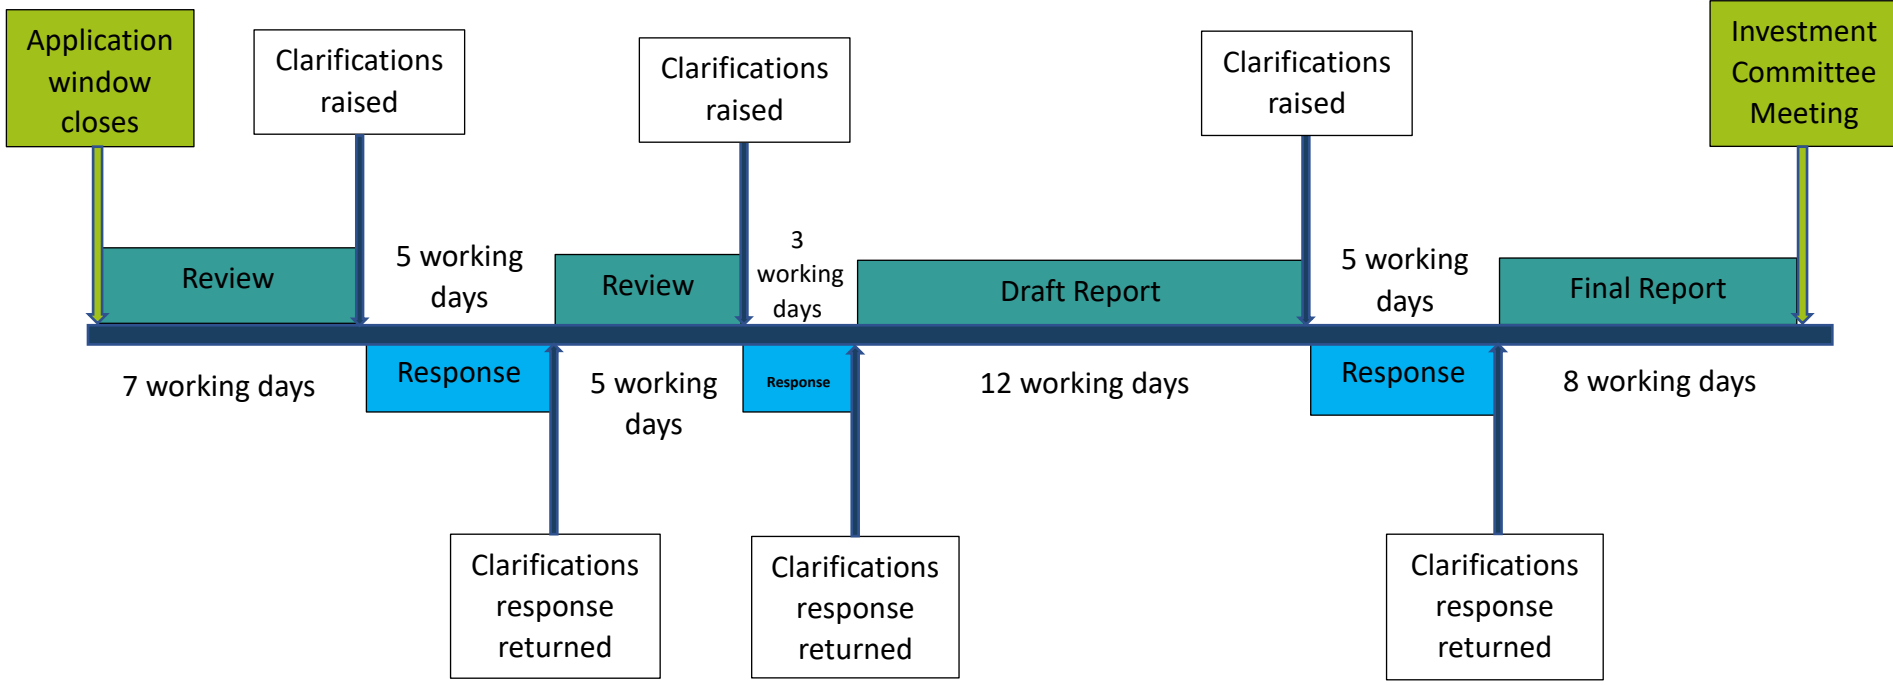 Application
window
closes
Clarifications
raised
Clarifications
raised
Clarifications
raised
Investment
Committee
Meeting
Review
5 working
days
Review
3
working
days
Draft Report
5 working
days
Final Report
7 working days
Response
5 working
days
Response
12 working days
Response
8 working days
Clarifications
response
returned
Clarifications
response
returned
Clarifications
response
returned